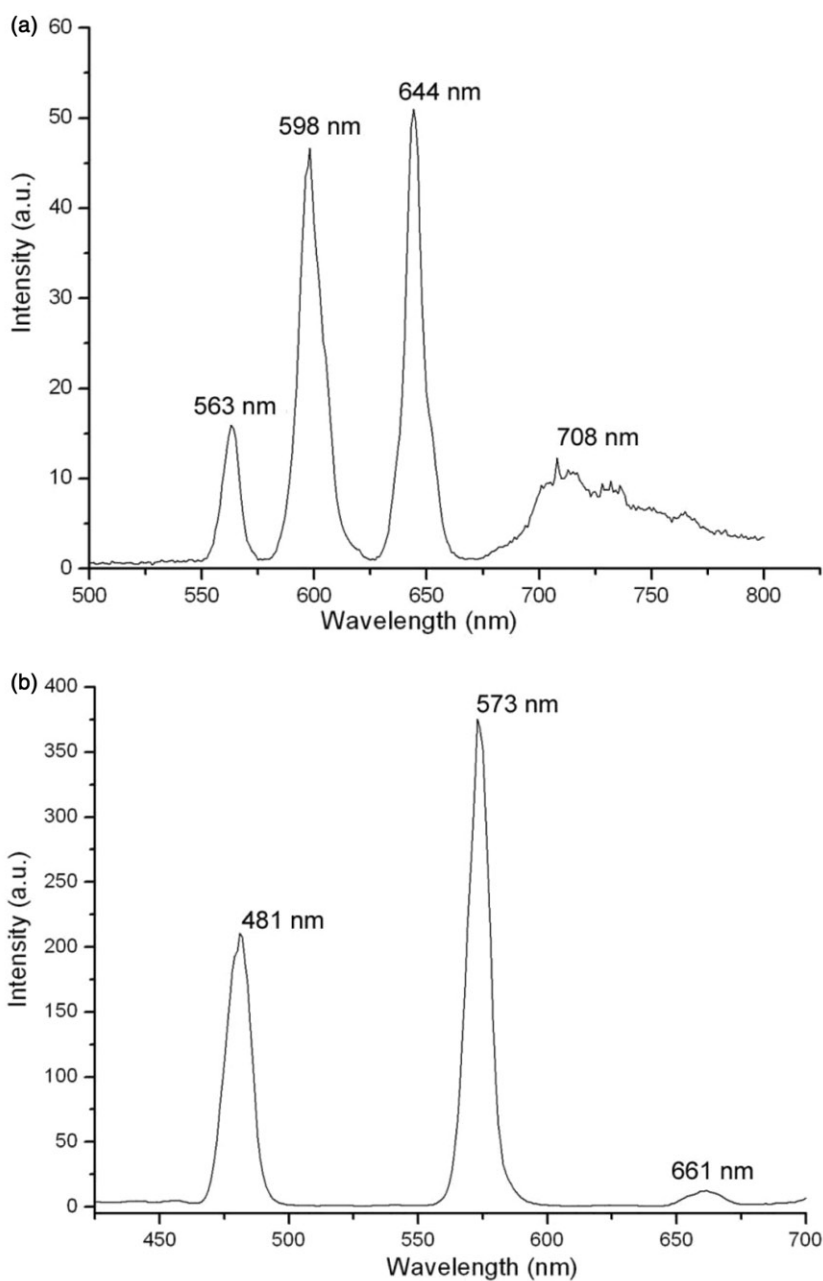 (a)
60
50
40
30
20
10
0
Intensity (a.u.)
563 nm
598 nm
644 nm
708 nm
500 550 600 650 700 750 800
Wavelength (nm)
(b)
400
350
300
250
200
150
100
50
0
Intensity (a.u.)
481 nm
573 nm
661 nm
450 500 550 600 650 700
Wavelength (nm)